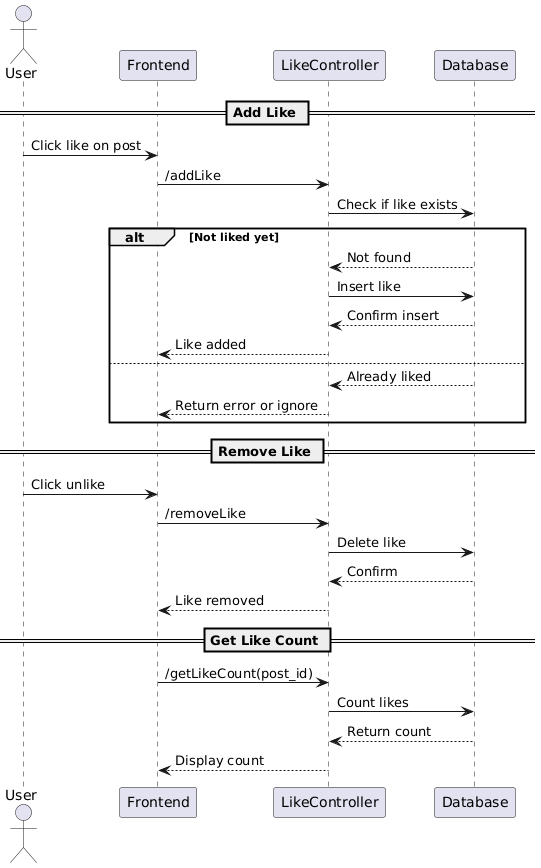 User
Frontend
LikeController
Database
Add Like
Click like on post
/addLike
Check if like exists
alt
[Not liked yet]
Not found
Insert like
Confirm insert
Like added
Already liked
Return error or ignore
Remove Like
Click unlike
/removeLike
Delete like
Confirm
Like removed
Get Like Count
/getLikeCount(post_id)
Count likes
Return count
Display count
User
Frontend
LikeController
Database